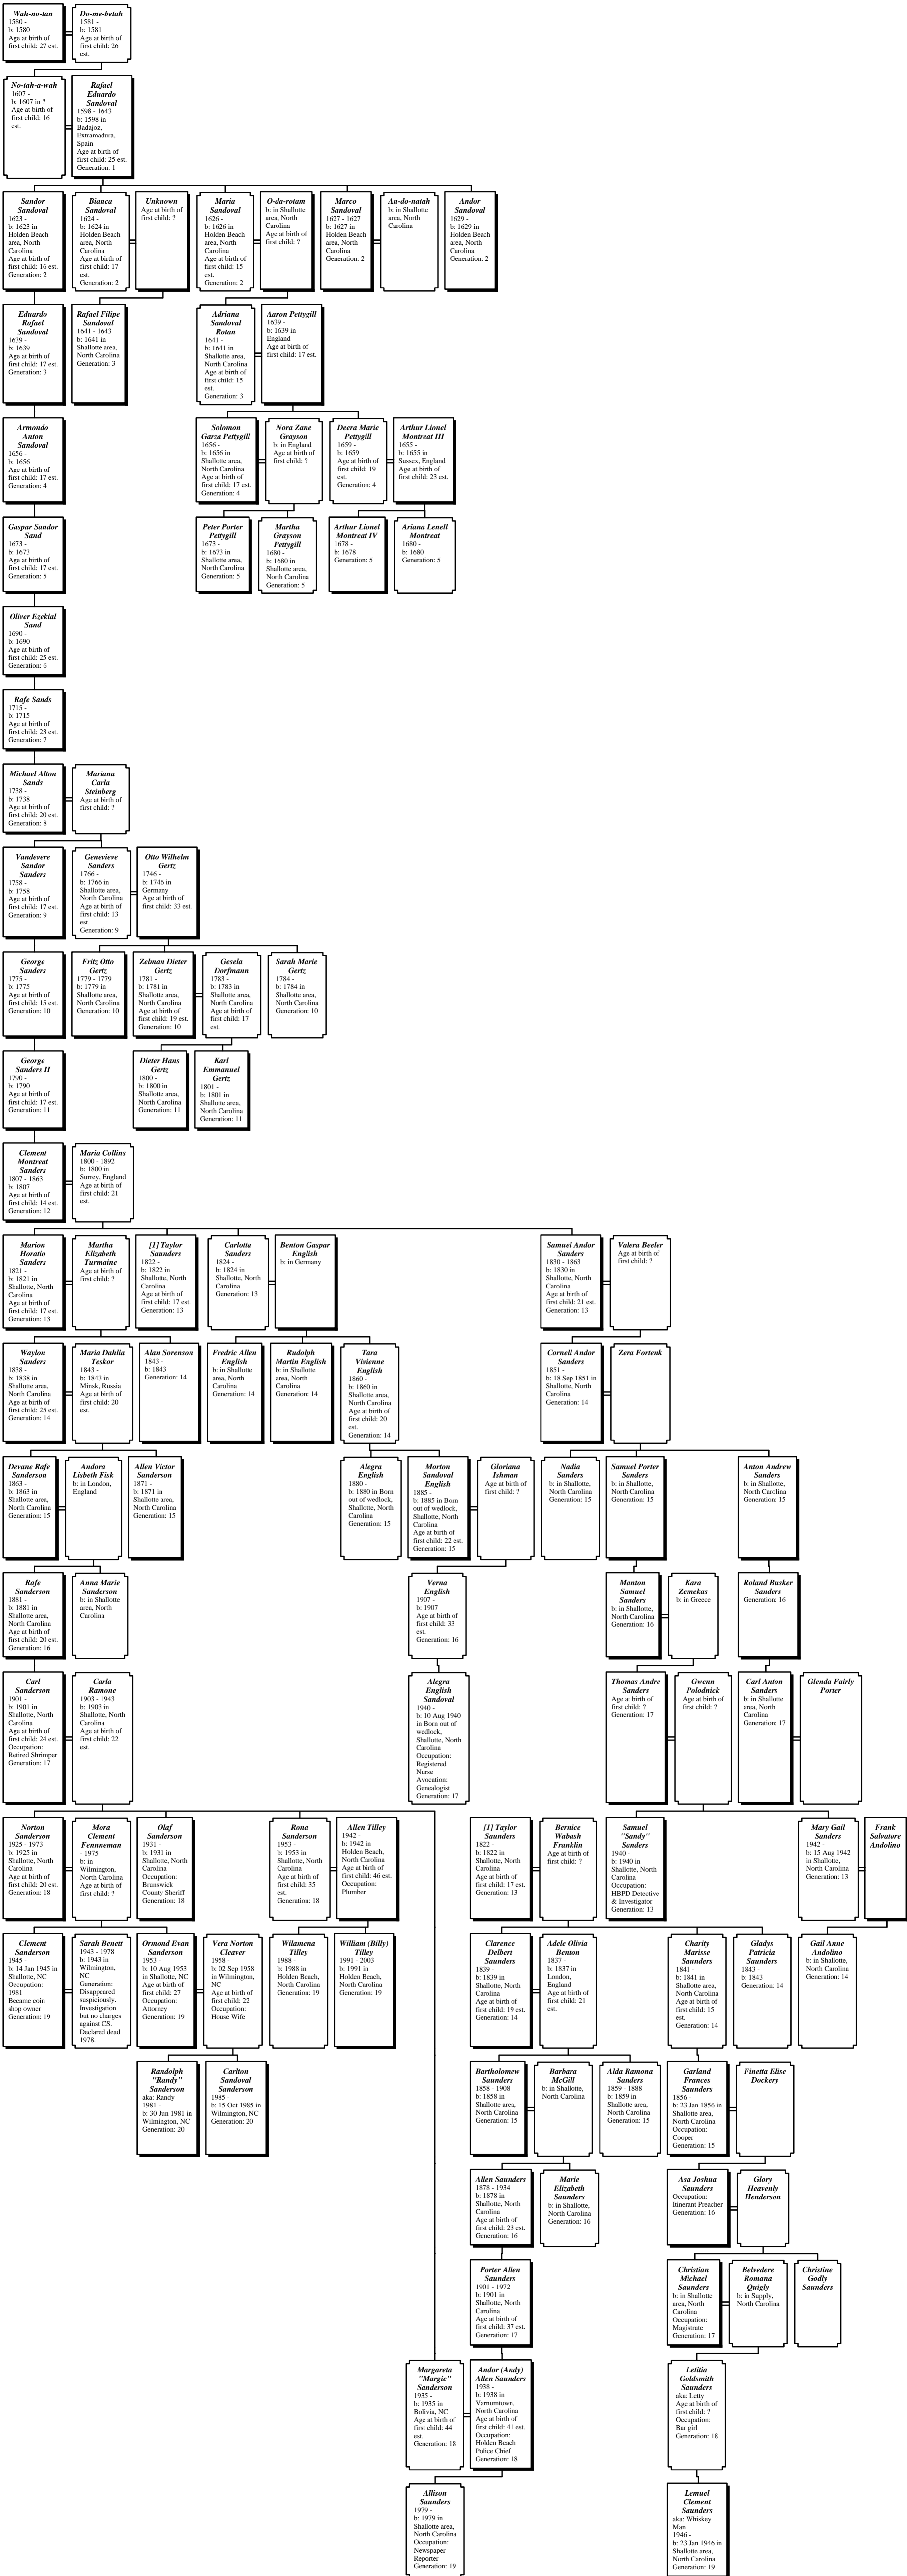 Wah-no-tan
1580 -
b: 1580
Age at birth of
first child: 27 est.
Do-me-betah
1581 -
b: 1581
Age at birth of
first child: 26
est.
No-tah-a-wah
1607 -
b: 1607 in ?
Age at birth of
first child: 16
est.
Rafael
Eduardo
Sandoval
1598 - 1643
b: 1598 in
Badajoz,
Extramadura,
Spain
Age at birth of
first child: 25 est.
Generation: 1
Sandor
Sandoval
1623 -
b: 1623 in
Holden Beach
area, North
Carolina
Age at birth of
first child: 16 est.
Generation: 2
Bianca
Sandoval
1624 -
b: 1624 in
Holden Beach
area, North
Carolina
Age at birth of
first child: 17
est.
Generation: 2
Unknown
Age at birth of
first child: ?
Maria
Sandoval
1626 -
b: 1626 in
Holden Beach
area, North
Carolina
Age at birth of
first child: 15
est.
Generation: 2
O-da-rotam
b: in Shallotte
area, North
Carolina
Age at birth of
first child: ?
Marco
Sandoval
1627 - 1627
b: 1627 in
Holden Beach
area, North
Carolina
Generation: 2
An-do-natah
b: in Shallotte
area, North
Carolina
Andor
Sandoval
1629 -
b: 1629 in
Holden Beach
area, North
Carolina
Generation: 2
Eduardo
Rafael
Sandoval
1639 -
b: 1639
Age at birth of
first child: 17 est.
Generation: 3
Rafael Filipe
Sandoval
1641 - 1643
b: 1641 in
Shallotte area,
North Carolina
Generation: 3
Adriana
Sandoval
Rotan
1641 -
b: 1641 in
Shallotte area,
North Carolina
Age at birth of
first child: 15
est.
Generation: 3
Aaron Pettygill
1639 -
b: 1639 in
England
Age at birth of
first child: 17 est.
Armondo
Anton
Sandoval
1656 -
b: 1656
Age at birth of
first child: 17 est.
Generation: 4
Solomon
Garza Pettygill
1656 -
b: 1656 in
Shallotte area,
North Carolina
Age at birth of
first child: 17 est.
Generation: 4
Nora Zane
Grayson
b: in England
Age at birth of
first child: ?
Deera Marie
Pettygill
1659 -
b: 1659
Age at birth of
first child: 19
est.
Generation: 4
Arthur Lionel
Montreat III
1655 -
b: 1655 in
Sussex, England
Age at birth of
first child: 23 est.
Gaspar Sandor
Sand
1673 -
b: 1673
Age at birth of
first child: 17 est.
Generation: 5
Peter Porter
Pettygill
1673 -
b: 1673 in
Shallotte area,
North Carolina
Generation: 5
Martha
Grayson
Pettygill
1680 -
b: 1680 in
Shallotte area,
North Carolina
Generation: 5
Arthur Lionel
Montreat IV
1678 -
b: 1678
Generation: 5
Ariana Lenell
Montreat
1680 -
b: 1680
Generation: 5
Oliver Ezekial
Sand
1690 -
b: 1690
Age at birth of
first child: 25 est.
Generation: 6
Rafe Sands
1715 -
b: 1715
Age at birth of
first child: 23 est.
Generation: 7
Michael Alton
Sands
1738 -
b: 1738
Age at birth of
first child: 20 est.
Generation: 8
Mariana
Carla
Steinberg
Age at birth of
first child: ?
Vandevere
Sandor
Sanders
1758 -
b: 1758
Age at birth of
first child: 17 est.
Generation: 9
Genevieve
Sanders
1766 -
b: 1766 in
Shallotte area,
North Carolina
Age at birth of
first child: 13
est.
Generation: 9
Otto Wilhelm
Gertz
1746 -
b: 1746 in
Germany
Age at birth of
first child: 33 est.
George
Sanders
1775 -
b: 1775
Age at birth of
first child: 15 est.
Generation: 10
Fritz Otto
Gertz
1779 - 1779
b: 1779 in
Shallotte area,
North Carolina
Generation: 10
Zelman Dieter
Gertz
1781 -
b: 1781 in
Shallotte area,
North Carolina
Age at birth of
first child: 19 est.
Generation: 10
Gesela
Dorfmann
1783 -
b: 1783 in
Shallotte area,
North Carolina
Age at birth of
first child: 17
est.
Sarah Marie
Gertz
1784 -
b: 1784 in
Shallotte area,
North Carolina
Generation: 10
George
Sanders II
1790 -
b: 1790
Age at birth of
first child: 17 est.
Generation: 11
Dieter Hans
Gertz
1800 -
b: 1800 in
Shallotte area,
North Carolina
Generation: 11
Karl
Emmanuel
Gertz
1801 -
b: 1801 in
Shallotte area,
North Carolina
Generation: 11
Clement
Montreat
Sanders
1807 - 1863
b: 1807
Age at birth of
first child: 14 est.
Generation: 12
Maria Collins
1800 - 1892
b: 1800 in
Surrey, England
Age at birth of
first child: 21
est.
Marion
Horatio
Sanders
1821 -
b: 1821 in
Shallotte, North
Carolina
Age at birth of
first child: 17 est.
Generation: 13
Martha
Elizabeth
Turmaine
Age at birth of
first child: ?
[1] Taylor
Saunders
1822 -
b: 1822 in
Shallotte, North
Carolina
Age at birth of
first child: 17 est.
Generation: 13
Carlotta
Sanders
1824 -
b: 1824 in
Shallotte, North
Carolina
Generation: 13
Benton Gaspar
English
b: in Germany
Samuel Andor
Sanders
1830 - 1863
b: 1830 in
Shallotte, North
Carolina
Age at birth of
first child: 21 est.
Generation: 13
Valera Beeler
Age at birth of
first child: ?
Waylon
Sanders
1838 -
b: 1838 in
Shallotte area,
North Carolina
Age at birth of
first child: 25 est.
Generation: 14
Maria Dahlia
Teskor
1843 -
b: 1843 in
Minsk, Russia
Age at birth of
first child: 20
est.
Alan Sorenson
1843 -
b: 1843
Generation: 14
Fredric Allen
English
b: in Shallotte
area, North
Carolina
Generation: 14
Rudolph
Martin English
b: in Shallotte
area, North
Carolina
Generation: 14
Tara
Vivienne
English
1860 -
b: 1860 in
Shallotte area,
North Carolina
Age at birth of
first child: 20
est.
Generation: 14
Cornell Andor
Sanders
1851 -
b: 18 Sep 1851 in
Shallotte, North
Carolina
Generation: 14
Zera Fortenk
Devane Rafe
Sanderson
1863 -
b: 1863 in
Shallotte area,
North Carolina
Generation: 15
Andora
Lisbeth Fisk
b: in London,
England
Allen Victor
Sanderson
1871 -
b: 1871 in
Shallotte area,
North Carolina
Generation: 15
Alegra
English
1880 -
b: 1880 in Born
out of wedlock,
Shallotte, North
Carolina
Generation: 15
Morton
Sandoval
English
1885 -
b: 1885 in Born
out of wedlock,
Shallotte, North
Carolina
Age at birth of
first child: 22 est.
Generation: 15
Gloriana
Ishman
Age at birth of
first child: ?
Nadia
Sanders
b: in Shallotte,
North Carolina
Generation: 15
Samuel Porter
Sanders
b: in Shallotte,
North Carolina
Generation: 15
Anton Andrew
Sanders
b: in Shallotte,
North Carolina
Generation: 15
Rafe
Sanderson
1881 -
b: 1881 in
Shallotte area,
North Carolina
Age at birth of
first child: 20 est.
Generation: 16
Anna Marie
Sanderson
b: in Shallotte
area, North
Carolina
Verna
English
1907 -
b: 1907
Age at birth of
first child: 33
est.
Generation: 16
Manton
Samuel
Sanders
b: in Shallotte,
North Carolina
Generation: 16
Kara
Zemekas
b: in Greece
Roland Busker
Sanders
Generation: 16
Carl
Sanderson
1901 -
b: 1901 in
Shallotte, North
Carolina
Age at birth of
first child: 24 est.
Occupation:
Retired Shrimper
Generation: 17
Carla
Ramone
1903 - 1943
b: 1903 in
Shallotte, North
Carolina
Age at birth of
first child: 22
est.
Alegra
English
Sandoval
1940 -
b: 10 Aug 1940
in Born out of
wedlock,
Shallotte, North
Carolina
Occupation:
Registered
Nurse
Avocation:
Genealogist
Generation: 17
Thomas Andre
Sanders
Age at birth of
first child: ?
Generation: 17
Gwenn
Polodnick
Age at birth of
first child: ?
Carl Anton
Sanders
b: in Shallotte
area, North
Carolina
Generation: 17
Glenda Fairly
Porter
Norton
Sanderson
1925 - 1973
b: 1925 in
Shallotte, North
Carolina
Age at birth of
first child: 20 est.
Generation: 18
Mora
Clement
Fennneman
- 1975
b: in
Wilmington,
North Carolina
Age at birth of
first child: ?
Olaf
Sanderson
1931 -
b: 1931 in
Shallotte, North
Carolina
Occupation:
Brunswick
County Sheriff
Generation: 18
Rona
Sanderson
1953 -
b: 1953 in
Shallotte, North
Carolina
Age at birth of
first child: 35
est.
Generation: 18
Allen Tilley
1942 -
b: 1942 in
Holden Beach,
North Carolina
Age at birth of
first child: 46 est.
Occupation:
Plumber
[1] Taylor
Saunders
1822 -
b: 1822 in
Shallotte, North
Carolina
Age at birth of
first child: 17 est.
Generation: 13
Bernice
Wabash
Franklin
Age at birth of
first child: ?
Samuel
"Sandy"
Sanders
1940 -
b: 1940 in
Shallotte, North
Carolina
Occupation:
HBPD Detective
& Investigator
Generation: 13
Mary Gail
Sanders
1942 -
b: 15 Aug 1942
in Shallotte,
North Carolina
Generation: 13
Frank
Salvatore
Andolino
Clement
Sanderson
1945 -
b: 14 Jan 1945 in
Shallotte, NC
Occupation:
1981
Became coin
shop owner
Generation: 19
Sarah Benett
1943 - 1978
b: 1943 in
Wilmington,
NC
Generation:
Disappeared
suspiciously.
Investigation
but no charges
against CS.
Declared dead
1978.
Ormond Evan
Sanderson
1953 -
b: 10 Aug 1953
in Shallotte, NC
Age at birth of
first child: 27
Occupation:
Attorney
Generation: 19
Vera Norton
Cleaver
1958 -
b: 02 Sep 1958
in Wilmington,
NC
Age at birth of
first child: 22
Occupation:
House Wife
Wilamena
Tilley
1988 -
b: 1988 in
Holden Beach,
North Carolina
Generation: 19
William (Billy)
Tilley
1991 - 2003
b: 1991 in
Holden Beach,
North Carolina
Generation: 19
Clarence
Delbert
Saunders
1839 -
b: 1839 in
Shallotte, North
Carolina
Age at birth of
first child: 19 est.
Generation: 14
Adele Olivia
Benton
1837 -
b: 1837 in
London,
England
Age at birth of
first child: 21
est.
Charity
Marisse
Saunders
1841 -
b: 1841 in
Shallotte area,
North Carolina
Age at birth of
first child: 15
est.
Generation: 14
Gladys
Patricia
Saunders
1843 -
b: 1843
Generation: 14
Gail Anne
Andolino
b: in Shallotte,
North Carolina
Generation: 14
Randolph
"Randy"
Sanderson
aka: Randy
1981 -
b: 30 Jun 1981 in
Wilmington, NC
Generation: 20
Carlton
Sandoval
Sanderson
1985 -
b: 15 Oct 1985 in
Wilmington, NC
Generation: 20
Bartholomew
Saunders
1858 - 1908
b: 1858 in
Shallotte area,
North Carolina
Generation: 15
Barbara
McGill
b: in Shallotte,
North Carolina
Alda Ramona
Sanders
1859 - 1888
b: 1859 in
Shallotte area,
North Carolina
Generation: 15
Garland
Frances
Saunders
1856 -
b: 23 Jan 1856 in
Shallotte area,
North Carolina
Occupation:
Cooper
Generation: 15
Finetta Elise
Dockery
Allen Saunders
1878 - 1934
b: 1878 in
Shallotte, North
Carolina
Age at birth of
first child: 23 est.
Generation: 16
Marie
Elizabeth
Saunders
b: in Shallotte,
North Carolina
Generation: 16
Asa Joshua
Saunders
Occupation:
Itinerant Preacher
Generation: 16
Glory
Heavenly
Henderson
Porter Allen
Saunders
1901 - 1972
b: 1901 in
Shallotte, North
Carolina
Age at birth of
first child: 37 est.
Generation: 17
Christian
Michael
Saunders
b: in Shallotte
area, North
Carolina
Occupation:
Magistrate
Generation: 17
Belvedere
Romana
Quigly
b: in Supply,
North Carolina
Christine
Godly
Saunders
Margareta
"Margie"
Sanderson
1935 -
b: 1935 in
Bolivia, NC
Age at birth of
first child: 44
est.
Generation: 18
Andor (Andy)
Allen Saunders
1938 -
b: 1938 in
Varnumtown,
North Carolina
Age at birth of
first child: 41 est.
Occupation:
Holden Beach
Police Chief
Generation: 18
Letitia
Goldsmith
Saunders
aka: Letty
Age at birth of
first child: ?
Occupation:
Bar girl
Generation: 18
Allison
Saunders
1979 -
b: 1979 in
Shallotte area,
North Carolina
Occupation:
Newspaper
Reporter
Generation: 19
Lemuel
Clement
Saunders
aka: Whiskey
Man
1946 -
b: 23 Jan 1946 in
Shallotte area,
North Carolina
Generation: 19